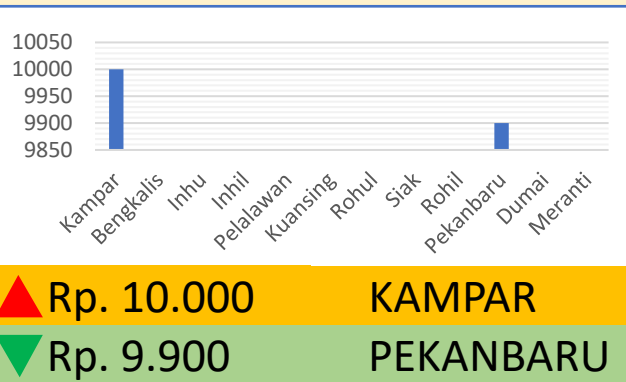 10050
10000
9950
9900
9850
Kampar
Bengkalis
Inhu
Inhil
Pelalawan
Kuansing
Rohul
Siak
Rohil
Pekanbaru
Dumai
Meranti
Rp. 10.000 KAMPAR
Rp. 9.900 PEKANBARU